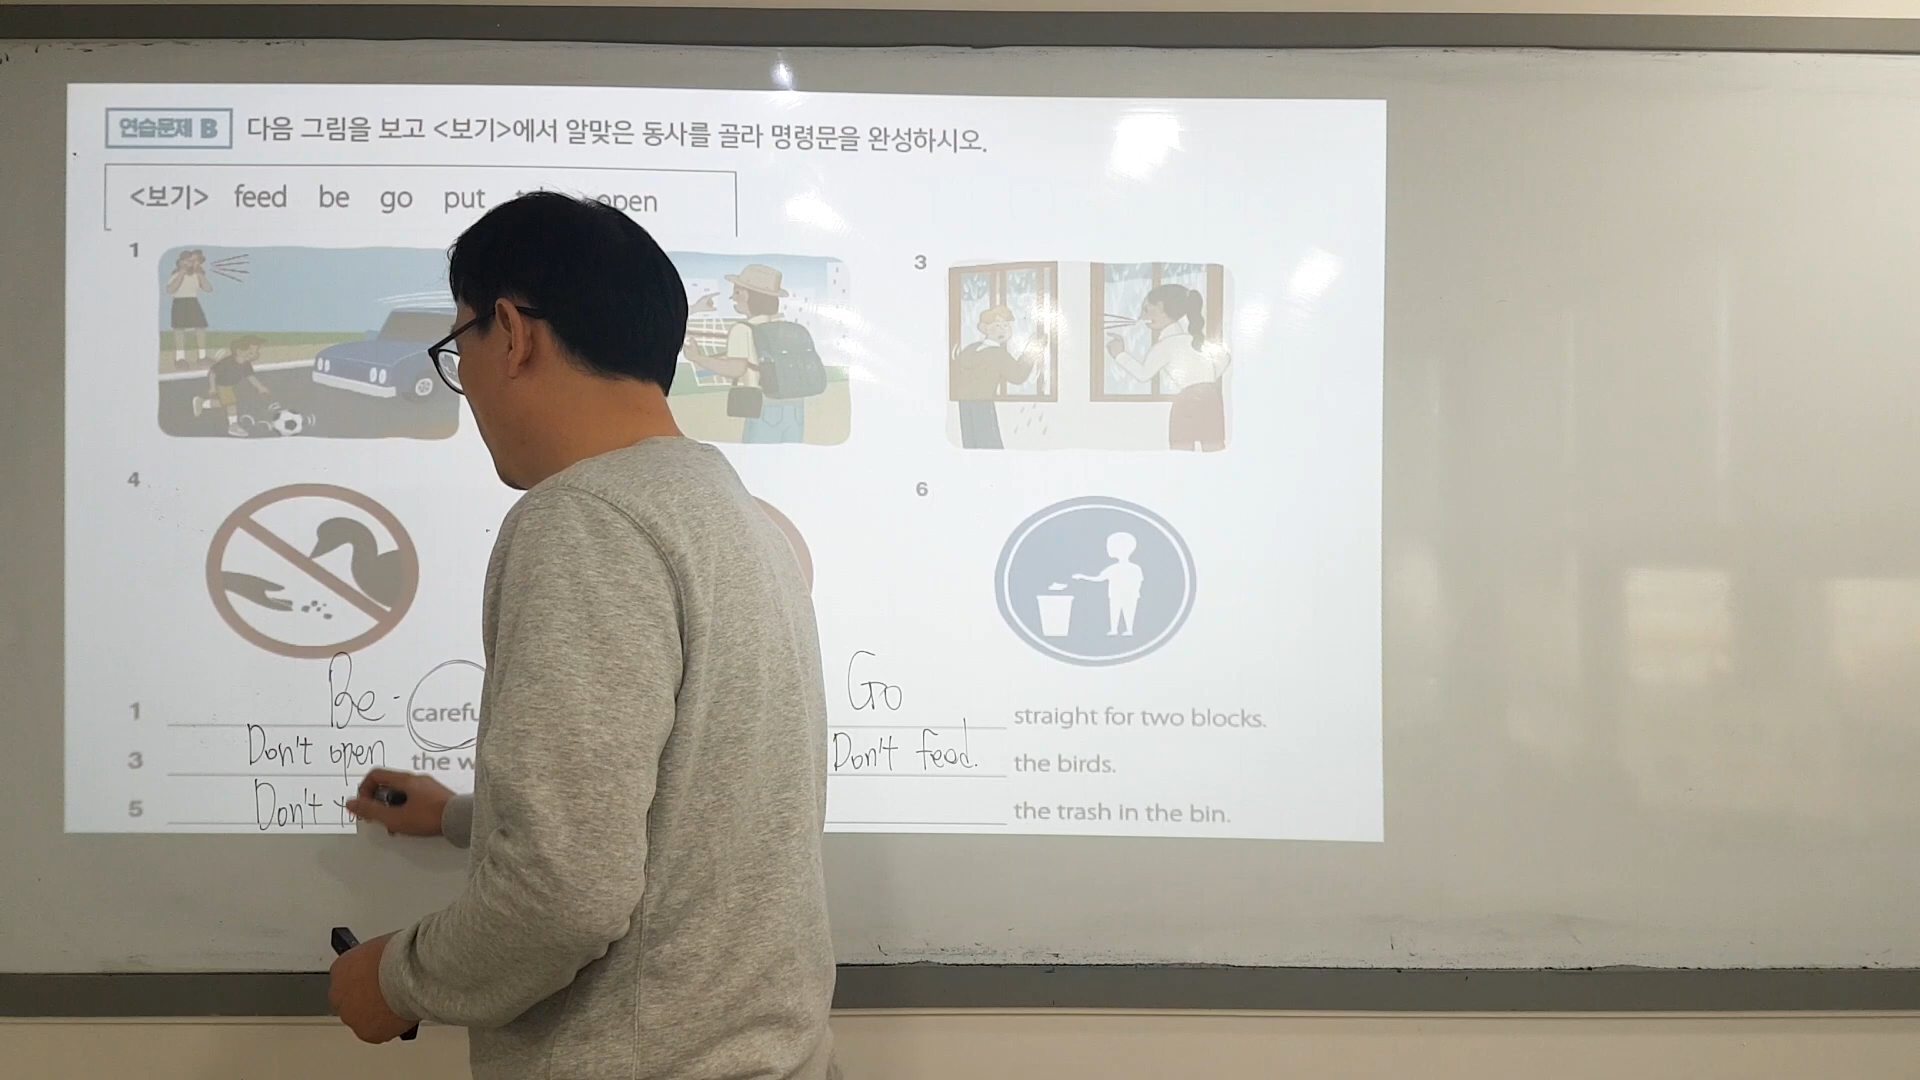 연습문제 B 다음 그림을 보고 <보기>에서 알맞은 동사를 골라 명령문을 완성하시오.
<보기> feed be go put open
1
3
4
6
1 Be Go straight for two blocks.
3 Don't open the Don't feed the birds.
5 Don't the trash in the bin.